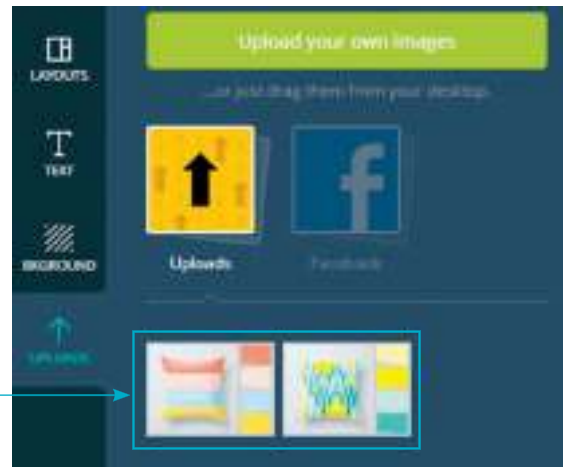 Upload your own images
...or just drag them from your desktop.
LAYOUTS
TEXT
BKGROUND
Uploads
Facebook
UPLOADS